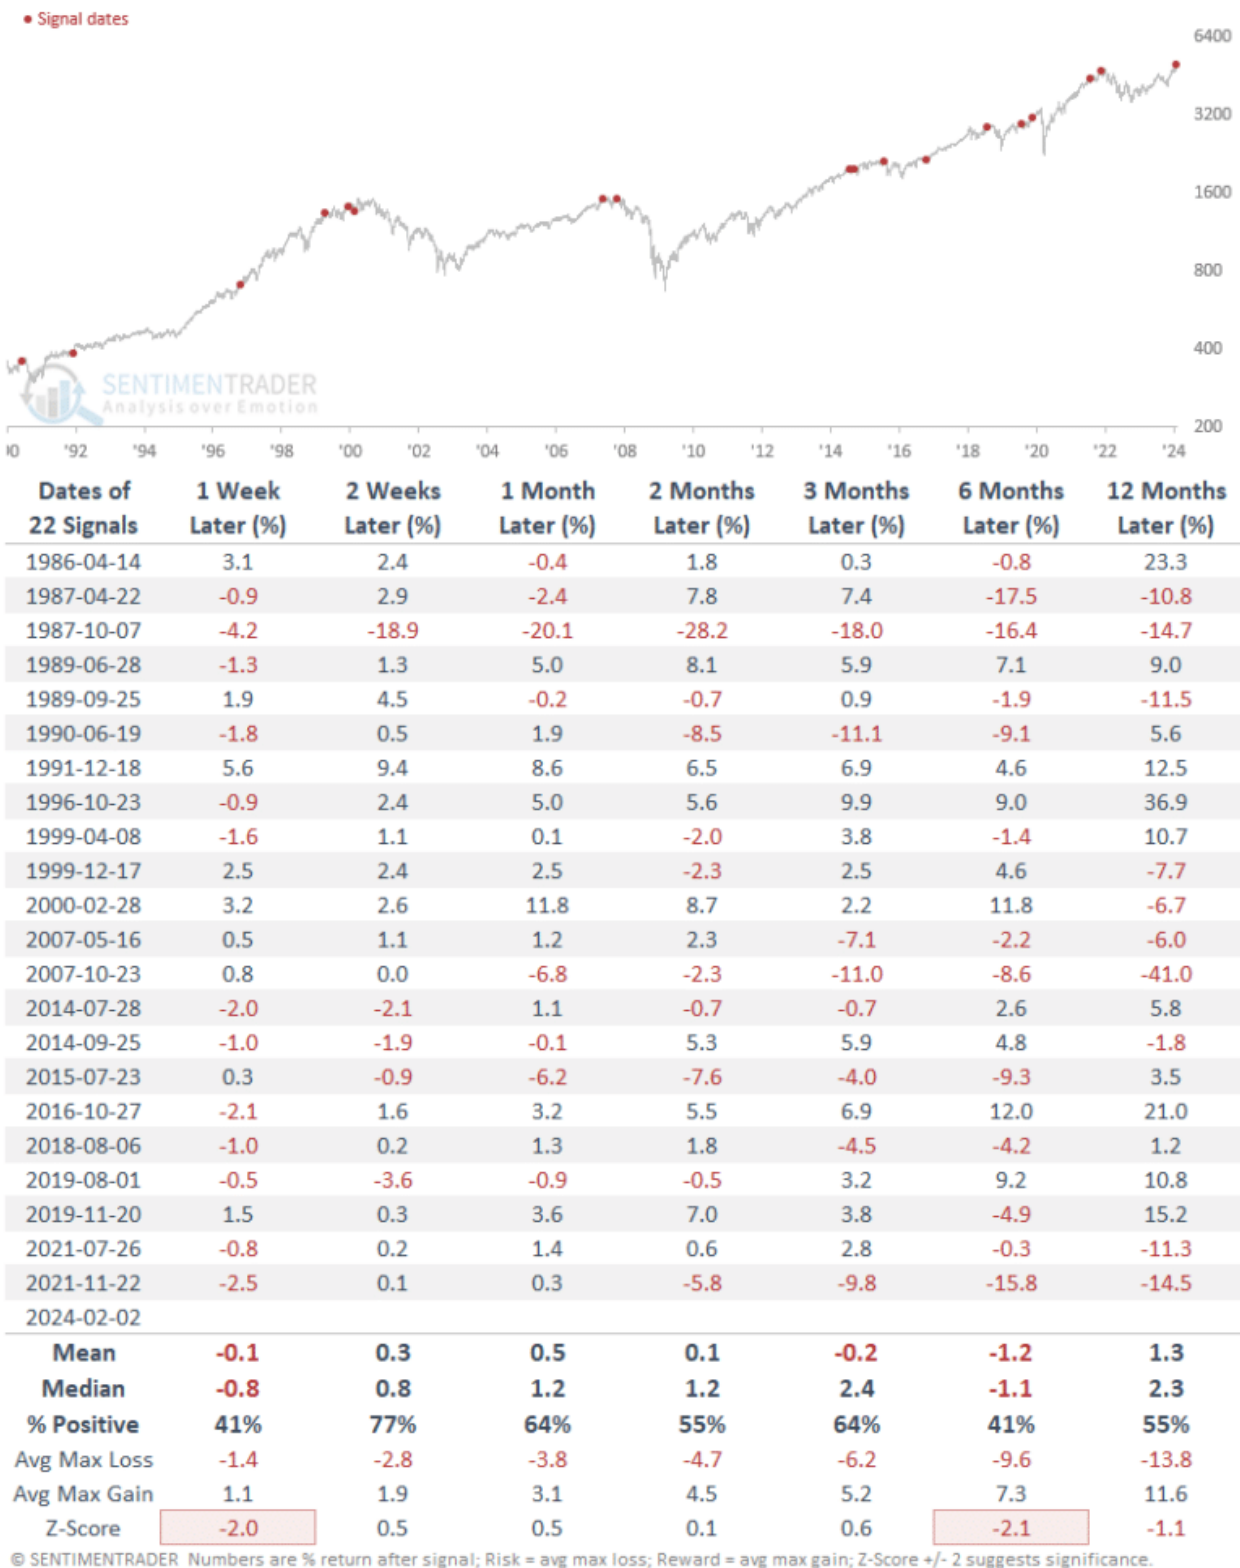 Signal dates
6400
3200
1600
800
400
200
SENTIMENTRADER
Analysis over Emotion
'92 '94 '96 '98 '00 '02 '04 '06 '08 '10 '12 '14 '16 '18 '20 '22 '24
Dates of 1 Week 2 Weeks 1 Month 2 Months 3 Months 6 Months 12 Months
22 Signals Later (%) Later (%) Later (%) Later (%) Later (%) Later (%) Later (%)
1986-04-14 3.1 2.4 -0.4 1.8 0.3 -0.8 23.3
1987-04-22 -0.9 2.9 -2.4 7.8 7.4 -17.5 -10.8
1987-10-07 -4.2 -18.9 -20.1 -28.2 -18.0 -16.4 -14.7
1989-06-28 -1.3 1.3 5.0 8.1 5.9 7.1 9.0
1989-09-25 1.9 4.5 -0.2 -0.7 0.9 -1.9 -11.5
1990-06-19 -1.8 0.5 1.9 -8.5 -11.1 -9.1 5.6
1991-12-18 5.6 9.4 8.6 6.5 6.9 4.6 12.5
1996-10-23 -0.9 2.4 5.0 5.6 9.9 9.0 36.9
1999-04-08 -1.6 1.1 0.1 -2.0 3.8 -1.4 10.7
1999-12-17 2.5 2.4 2.5 -2.3 2.5 4.6 -7.7
2000-02-28 3.2 2.6 11.8 8.7 2.2 11.8 -6.7
2007-05-16 0.5 1.1 1.2 2.3 -7.1 -2.2 -6.0
2007-10-23 0.8 0.0 -6.8 -2.3 -11.0 -8.6 -41.0
2014-07-28 -2.0 -2.1 1.1 -0.7 -0.7 2.6 5.8
2014-09-25 -1.0 -1.9 -0.1 5.3 5.9 4.8 -1.8
2015-07-23 0.3 -0.9 -6.2 -7.6 -4.0 -9.3 3.5
2016-10-27 -2.1 1.6 3.2 5.5 6.9 12.0 21.0
2018-08-06 -1.0 0.2 1.3 1.8 -4.5 -4.2 1.2
2019-08-01 -0.5 -3.6 -0.9 -0.5 3.2 9.2 10.8
2019-11-20 1.5 0.3 3.6 7.0 3.8 -4.9 15.2
2021-07-26 -0.8 0.2 1.4 0.6 2.8 -0.3 -11.3
2021-11-22 -2.5 0.1 0.3 -5.8 -9.8 -15.8 -14.5
2024-02-02
Mean -0.1 0.3 0.5 0.1 -0.2 -1.2 1.3
Median -0.8 0.8 1.2 1.2 2.4 -1.1 2.3
% Positive 41% 77% 64% 55% 64% 41% 55%
Avg Max Loss -1.4 -2.8 -3.8 -4.7 -6.2 -9.6 -13.8
Avg Max Gain 1.1 1.9 3.1 4.5 5.2 7.3 11.6
Z-Score -2.0 0.5 0.5 0.1 0.6 -2.1 -1.1
© SENTIMENTRADER Numbers are % return after signal; Risk = avg max loss; Reward = avg max gain; Z-Score +/- 2 suggests significance.